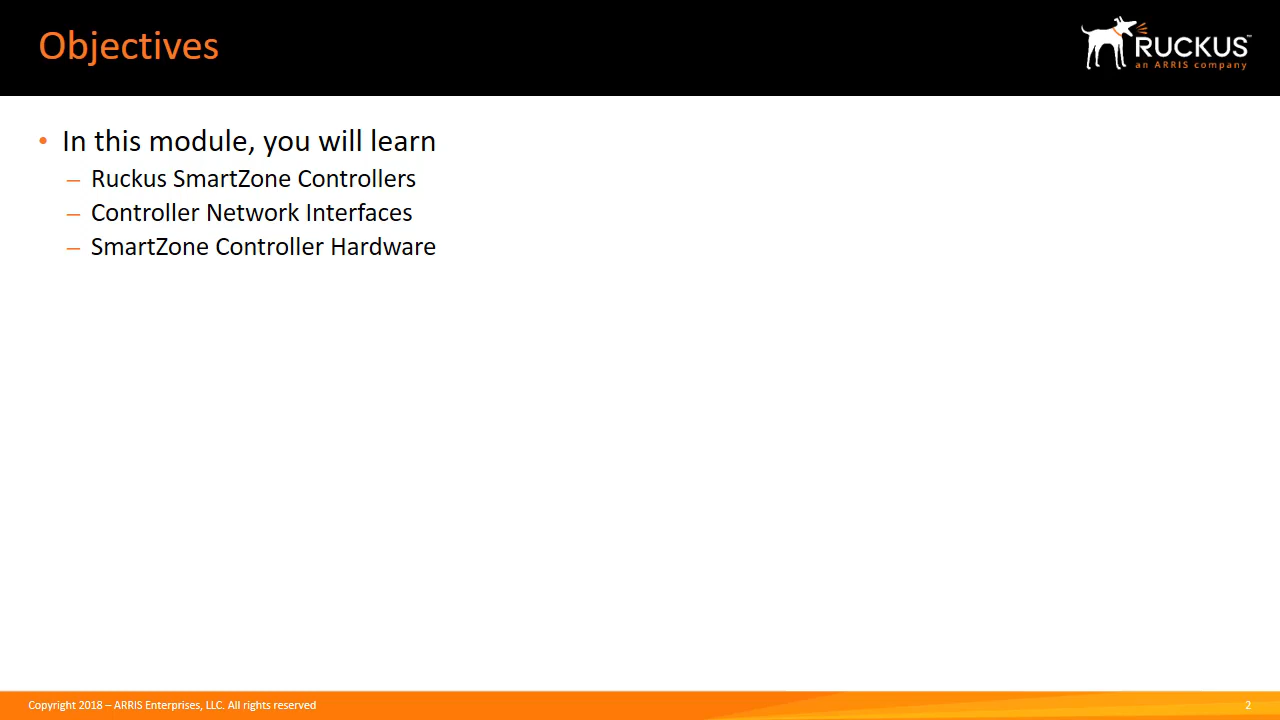 Objectives
RUCKUS™
an ARRIS company
• In this module, you will learn
– Ruckus SmartZone Controllers
– Controller Network Interfaces
– SmartZone Controller Hardware
Copyright 2018 – ARRIS Enterprises, LLC. All rights reserved
2